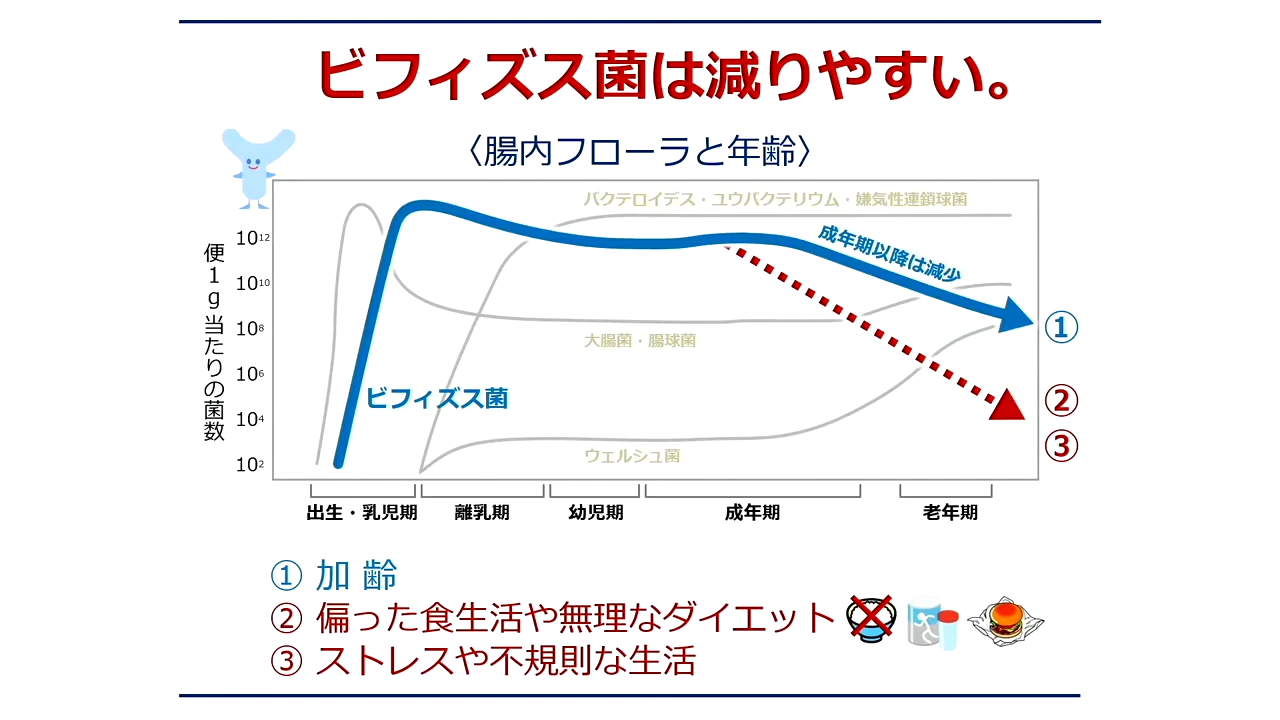 ビフィズス菌は減りやすい。
〈腸内フローラと年齢〉
便1g当たりの菌数
10¹²
10¹⁰
10⁸
10⁶
10⁴
10²
バクテロイデス・ユウバクテリウム・嫌気性連鎖球菌
成年期以降は減少
大腸菌・腸球菌
ビフィズス菌
ウェルシュ菌
①
②
③
出生・乳児期 離乳期 幼児期 成年期 老年期
① 加 齢
② 偏った食生活や無理なダイエット
③ ストレスや不規則な生活